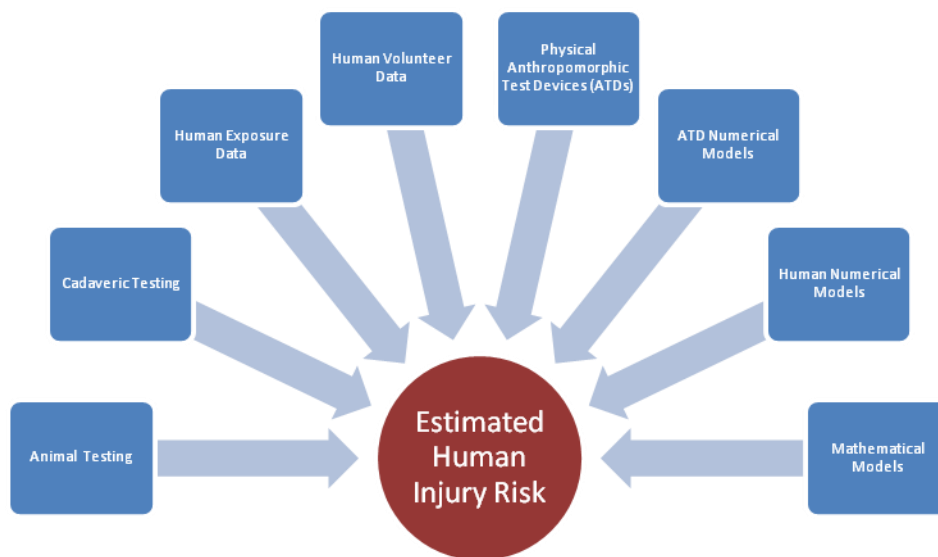 Human Volunteer
Data
Physical
Anthropomorphic
Test Devices (ATDs)
Human Exposure
Data
ATD Numerical
Models
Cadaveric Testing
Human Numerical
Models
Animal Testing
Estimated
Human
Injury Risk
Mathematical
Models